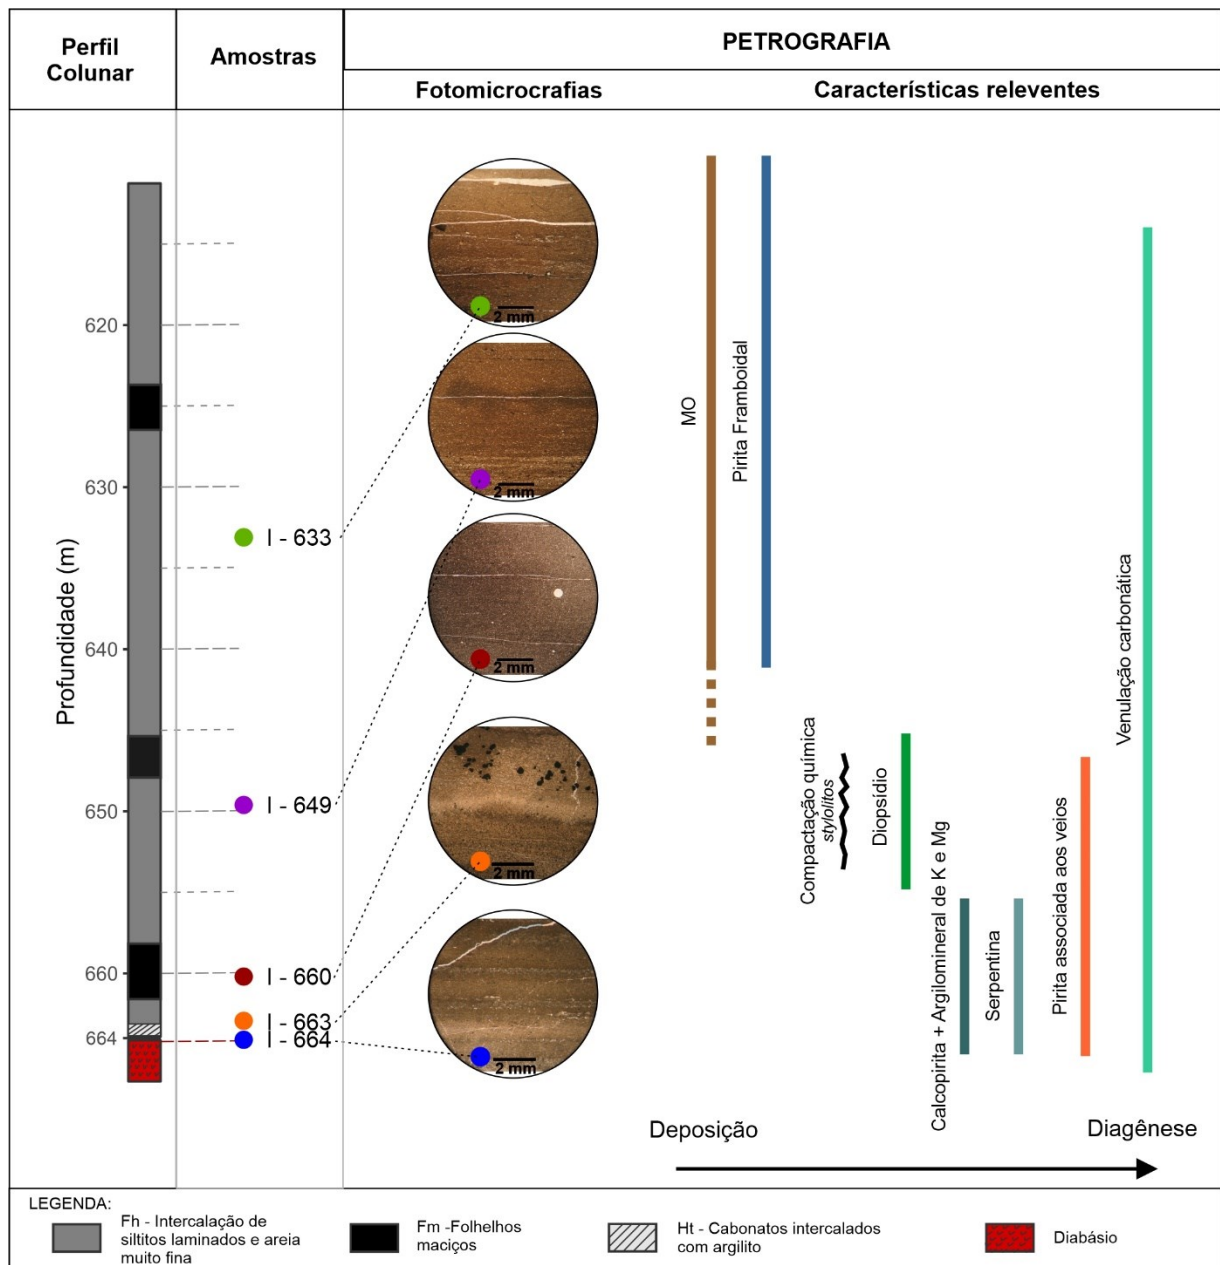 Perfil
Colunar
Amostras
PETROGRAFIA
Fotomicrocrafias
Características releventes
Profundidade (m)
620
630
640
650
660
664
I - 633
I - 649
I - 660
I - 663
I - 664
2 mm
2 mm
2 mm
2 mm
2 mm
MO
Pirita Framboidal
Compactação química
stylolitos
Diopsídio
Calcopirita + Argilomineral de K e Mg
Serpentina
Pirita associada aos veios
Venulação carbonática
Deposição
Diagênese
LEGENDA:
Fh - Intercalação de
siltitos laminados e areia
muito fina
Fm -Folhelhos
maciços
Ht - Cabonatos intercalados
com argilito
Diabásio